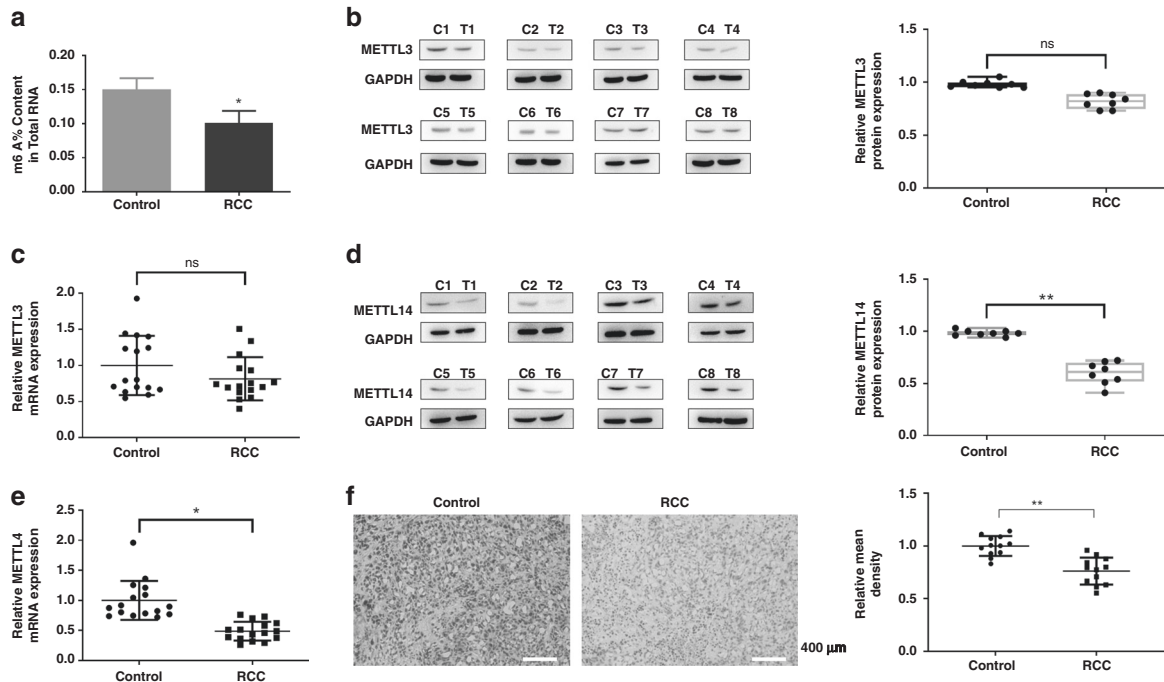 a
m6 A% Content
in Total RNA
0.20
0.15
0.10
0.05
0.00
*
Control RCC
b
C1 T1 C2 T2 C3 T3 C4 T4
METTL3
GAPDH
METTL3
C5 T5 C6 T6 C7 T7 C8 T8
GAPDH
Relative METTL3
protein expression
1.5
1.0
0.5
0.0
ns
Control RCC
c
Relative METTL3
mRNA expression
2.0
1.5
1.0
0.5
0.0
ns
Control RCC
d
C1 T1 C2 T2 C3 T3 C4 T4
METTL14
GAPDH
C5 T5 C6 T6 C7 T7 C8 T8
METTL14
GAPDH
Relative METTL14
protein expression
1.5
1.0
0.5
0.0
**
Control RCC
e
Relative METTL4
mRNA expression
2.5
2.0
1.5
1.0
0.5
0.0
*
Control RCC
f
Control RCC
400 μm
Relative mean
density
1.5
1.0
0.5
0.0
**
Control RCC